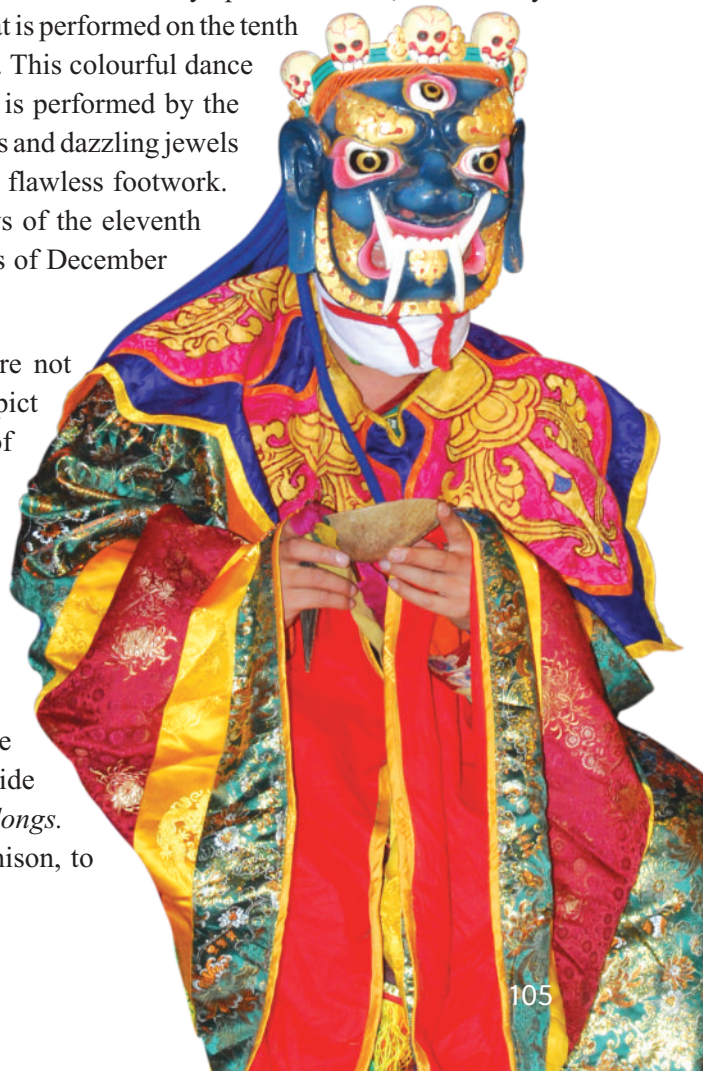 at is performed on the tenth
This colourful dance
is performed by the
s and dazzling jewels
flawless footwork.
s of the eleventh
s of December
re not
pict
of
e
ide
longs.
nison, to
105